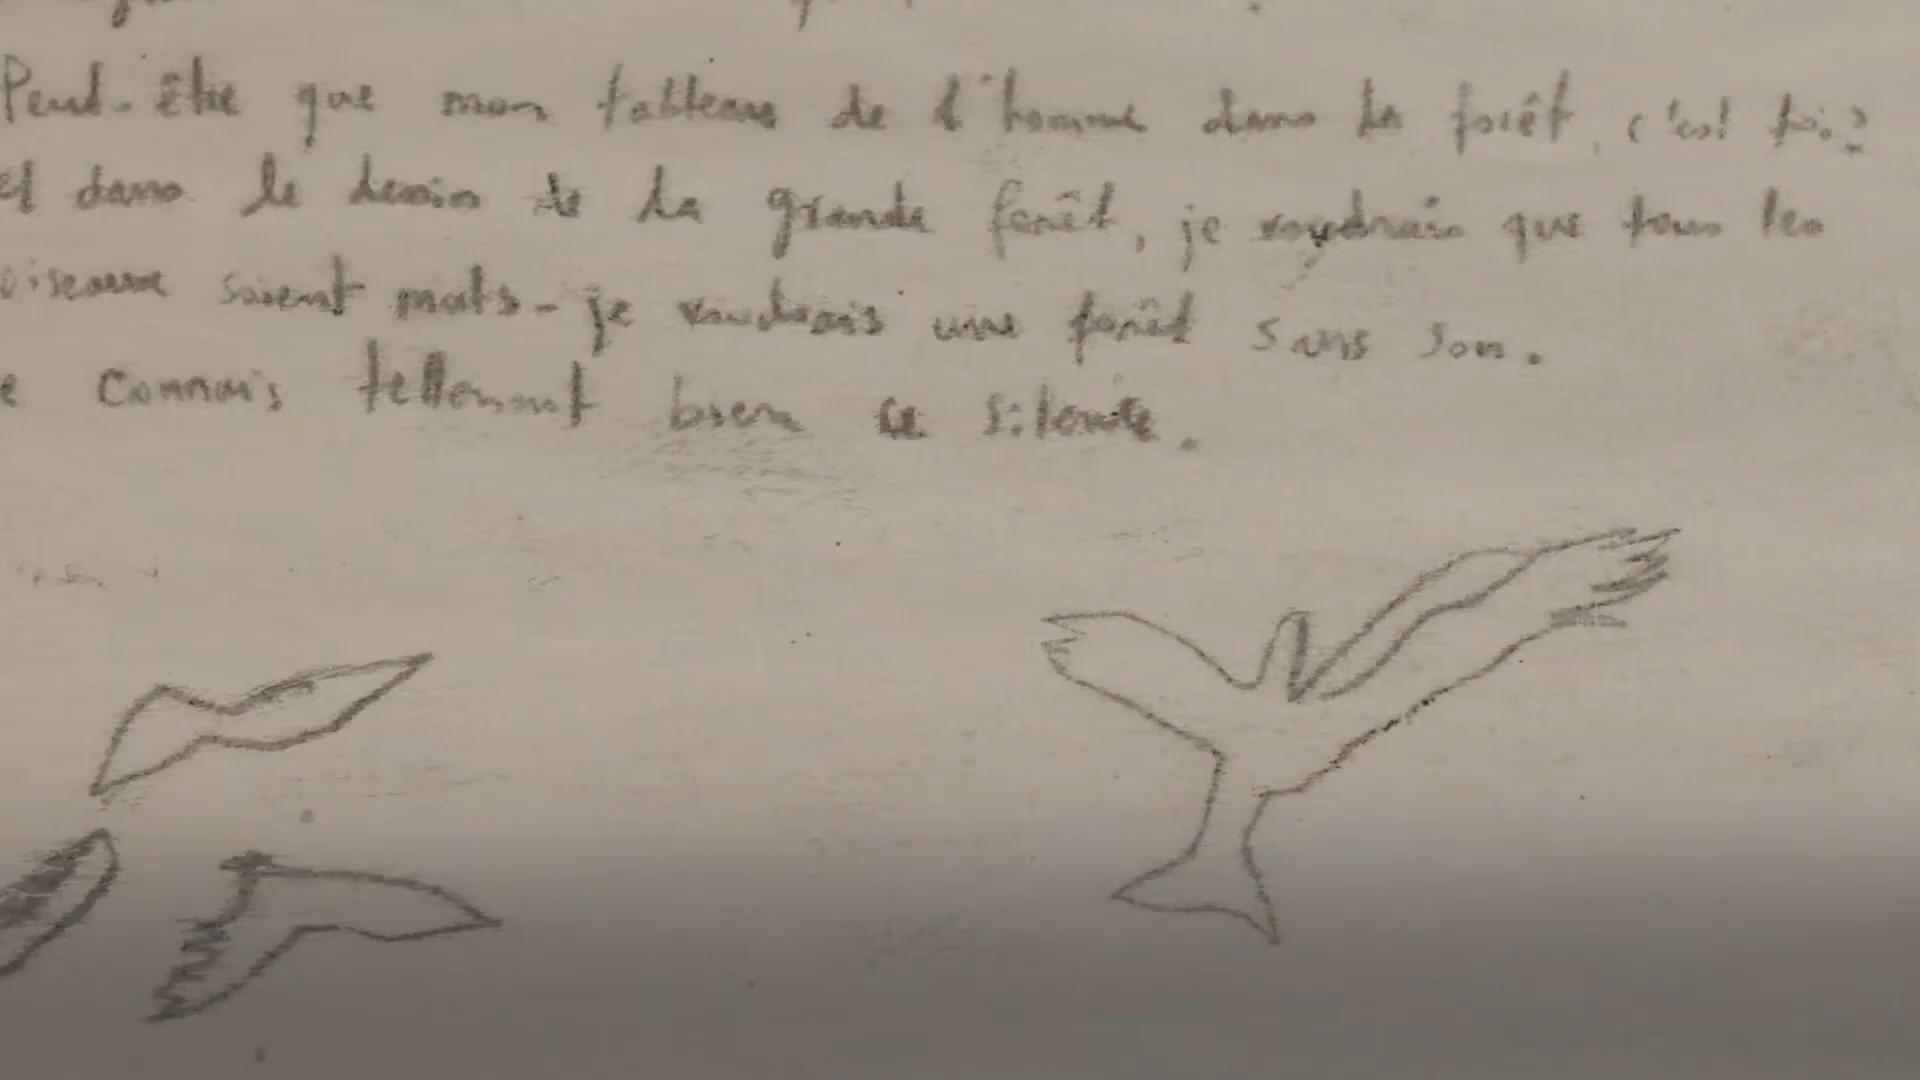 Peut-être que mon tableau de l'homme dans la forêt, c'est toi?
et dans le dessin de la grande forêt, je voudrais que tous les
oiseaux soient mats - je voudrais une forêt sans son.
e connais tellement bien ce silence.